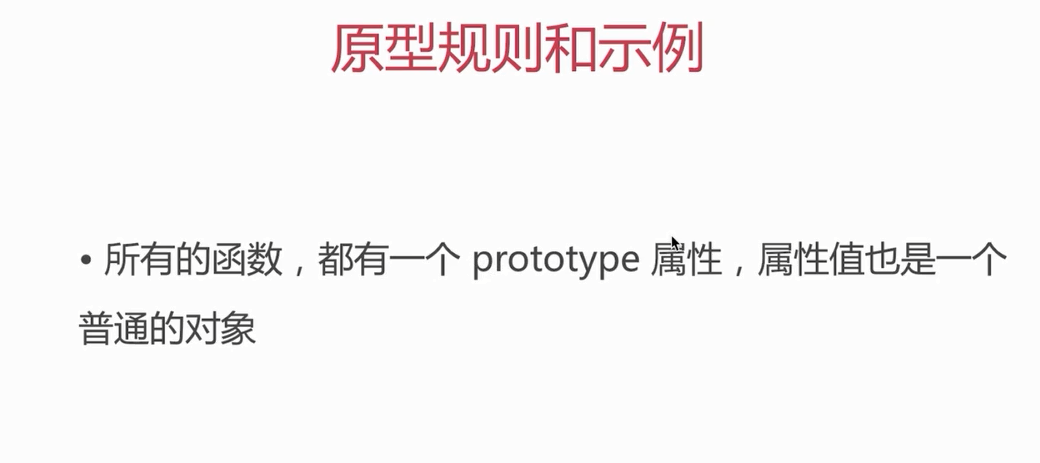 原型规则和示例
• 所有的函数，都有一个 prototype 属性，属性值也是一个
普通的对象